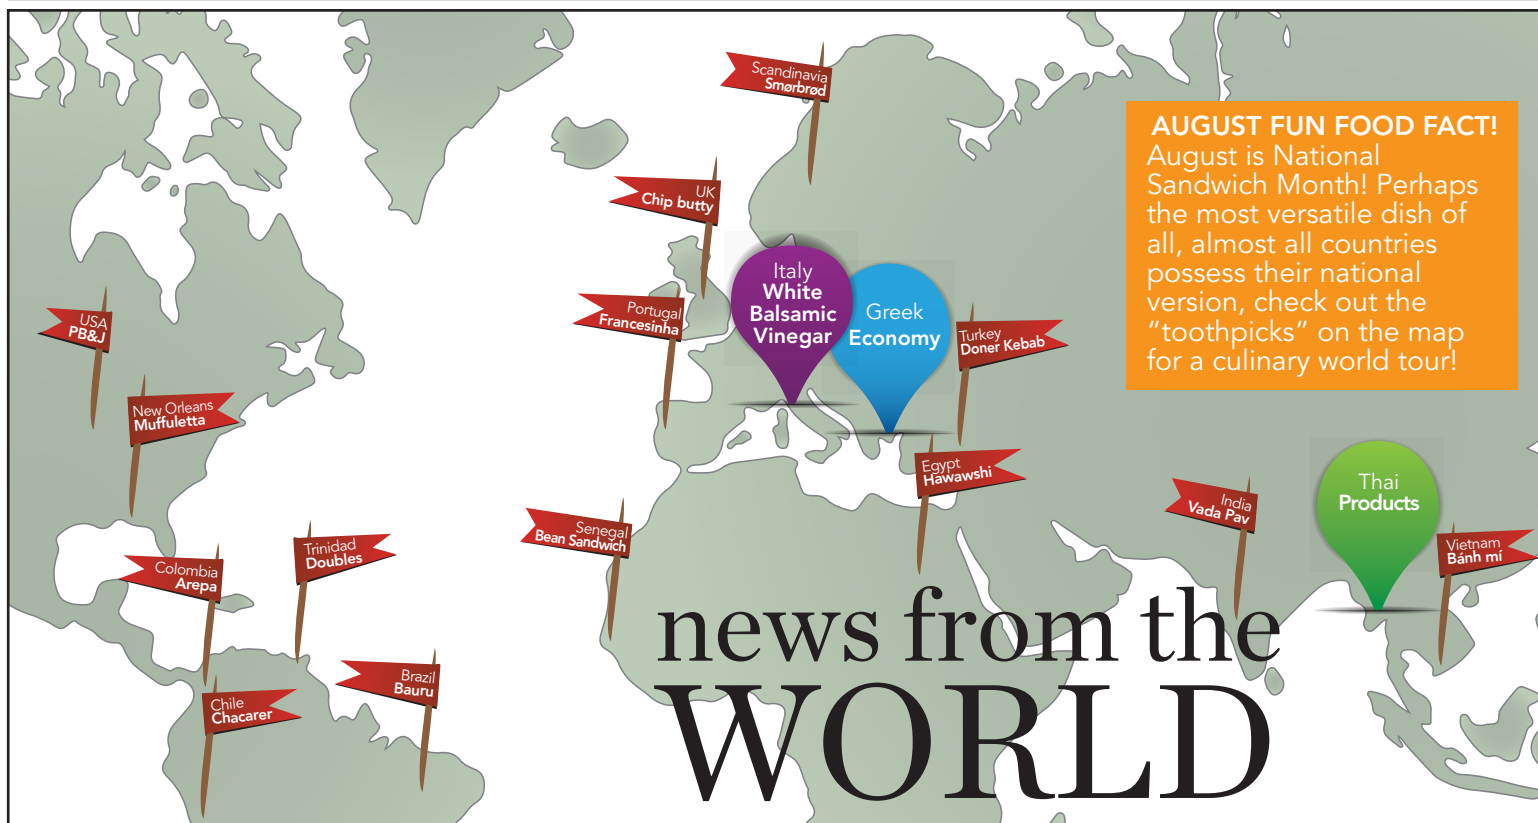 Scandinavia
Smørbrød
AUGUST FUN FOOD FACT!
August is National
Sandwich Month! Perhaps
the most versatile dish of
all, almost all countries
possess their national
version, check out the
“toothpicks” on the map
for a culinary world tour!
UK
Chip butty
Italy
White
Balsamic
Vinegar
Greek
Economy
Portugal
Francesinha
Turkey
Doner Kebab
USA
PB&J
New Orleans
Muffuletta
Egypt
Hawawshi
Thai
Products
India
Vada Pav
Senegal
Bean Sandwich
Vietnam
Bánh mí
Trinidad
Doubles
Colombia
Arepa
Brazil
Bauru
Chile
Chacarer
news from the
WORLD